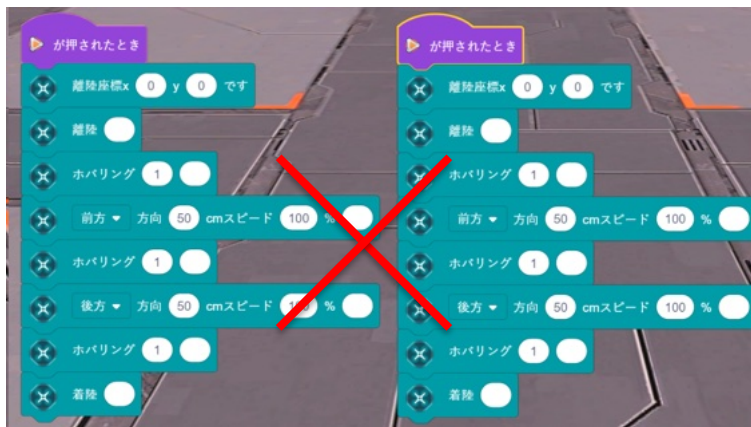 が押されたとき
離陸座標x 0 y 0 です
離陸
ホバリング 1
前方 方向 50 cmスピード 100 %
ホバリング 1
後方 方向 50 cmスピード 100 %
ホバリング 1
着陸
が押されたとき
離陸座標x 0 y 0 です
離陸
ホバリング 1
前方 方向 50 cmスピード 100 %
ホバリング 1
後方 方向 50 cmスピード 100 %
ホバリング 1
着陸